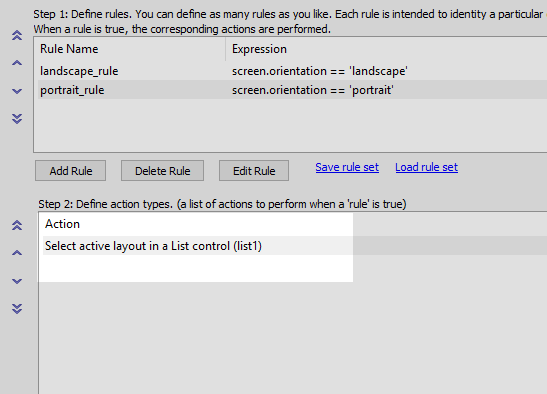 Step 1: Define rules. You can define as many rules as you like. Each rule is intended to identity a particular
When a rule is true, the corresponding actions are performed.
Rule Name Expression
landscape_rule screen.orientation == 'landscape'
portrait_rule screen.orientation == 'portrait'
Add Rule Delete Rule Edit Rule Save rule set Load rule set
Step 2: Define action types. (a list of actions to perform when a 'rule' is true)
Action
Select active layout in a List control (list1)